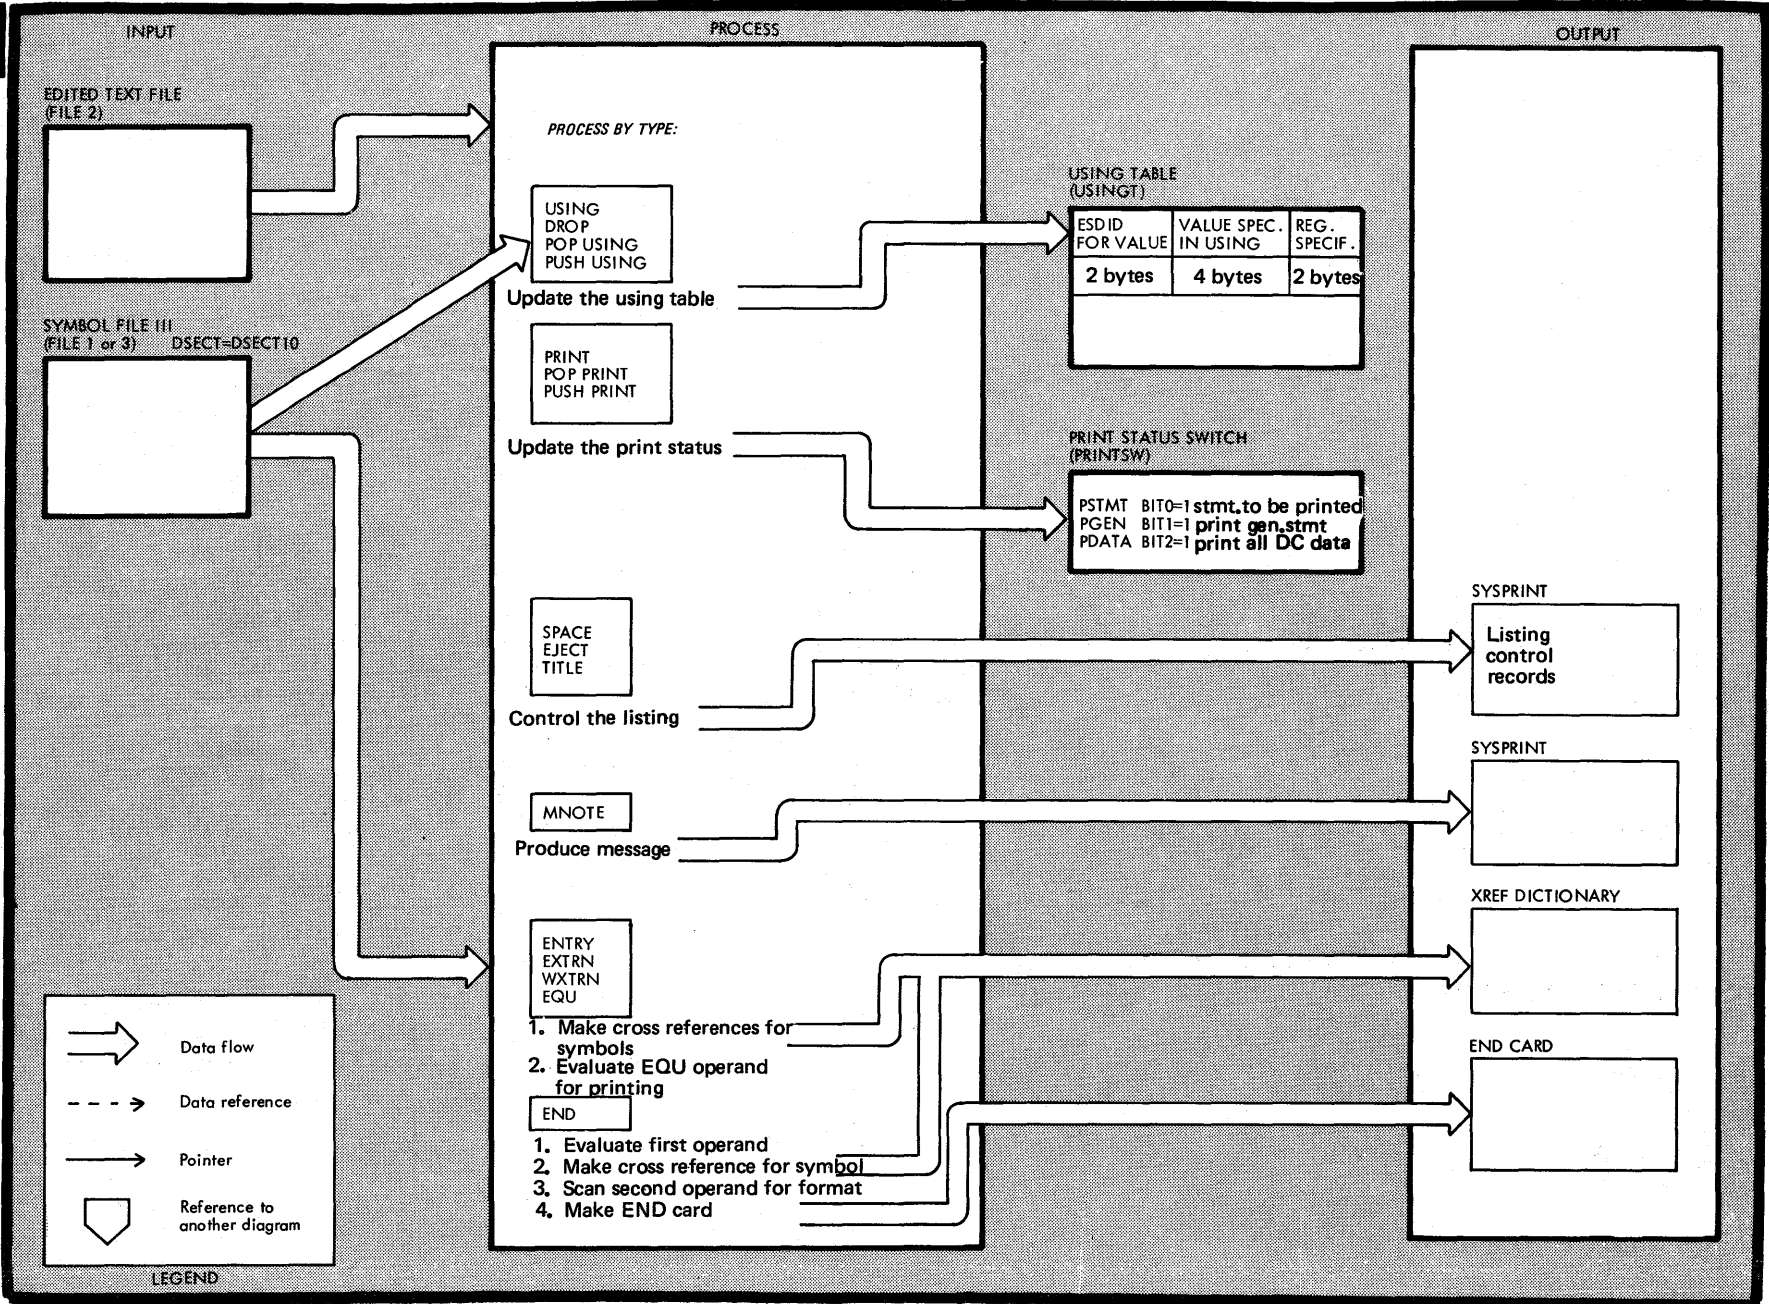 INPUT
PROCESS
OUTPUT
EDITED TEXT FILE
(FILE 2)
SYMBOL FILE III
(FILE 1 or 3) DSECT=DSECT10
PROCESS BY TYPE:
USING
DROP
POP USING
PUSH USING
Update the using table
PRINT
POP PRINT
PUSH PRINT
Update the print status
SPACE
EJECT
TITLE
Control the listing
MNOTE
Produce message
ENTRY
EXTRN
WXTRN
EQU
1. Make cross references for
symbols
2. Evaluate EQU operand
for printing
END
1. Evaluate first operand
2. Make cross reference for symbol
3. Scan second operand for format
4. Make END card
USING TABLE
(USINGT)
ESDID
FOR VALUE
VALUE SPEC.
IN USING
REG.
SPECIF.
2 bytes
4 bytes
2 bytes
PRINT STATUS SWITCH
(PRINTSW)
PSTMT BIT0=1 stmt.to be printed
PGEN BIT1=1 print gen.stmt
PDATA BIT2=1 print all DC data
SYSPRINT
Listing
control
records
SYSPRINT
XREF DICTIONARY
END CARD
Data flow
Data reference
Pointer
Reference to
another diagram
LEGEND